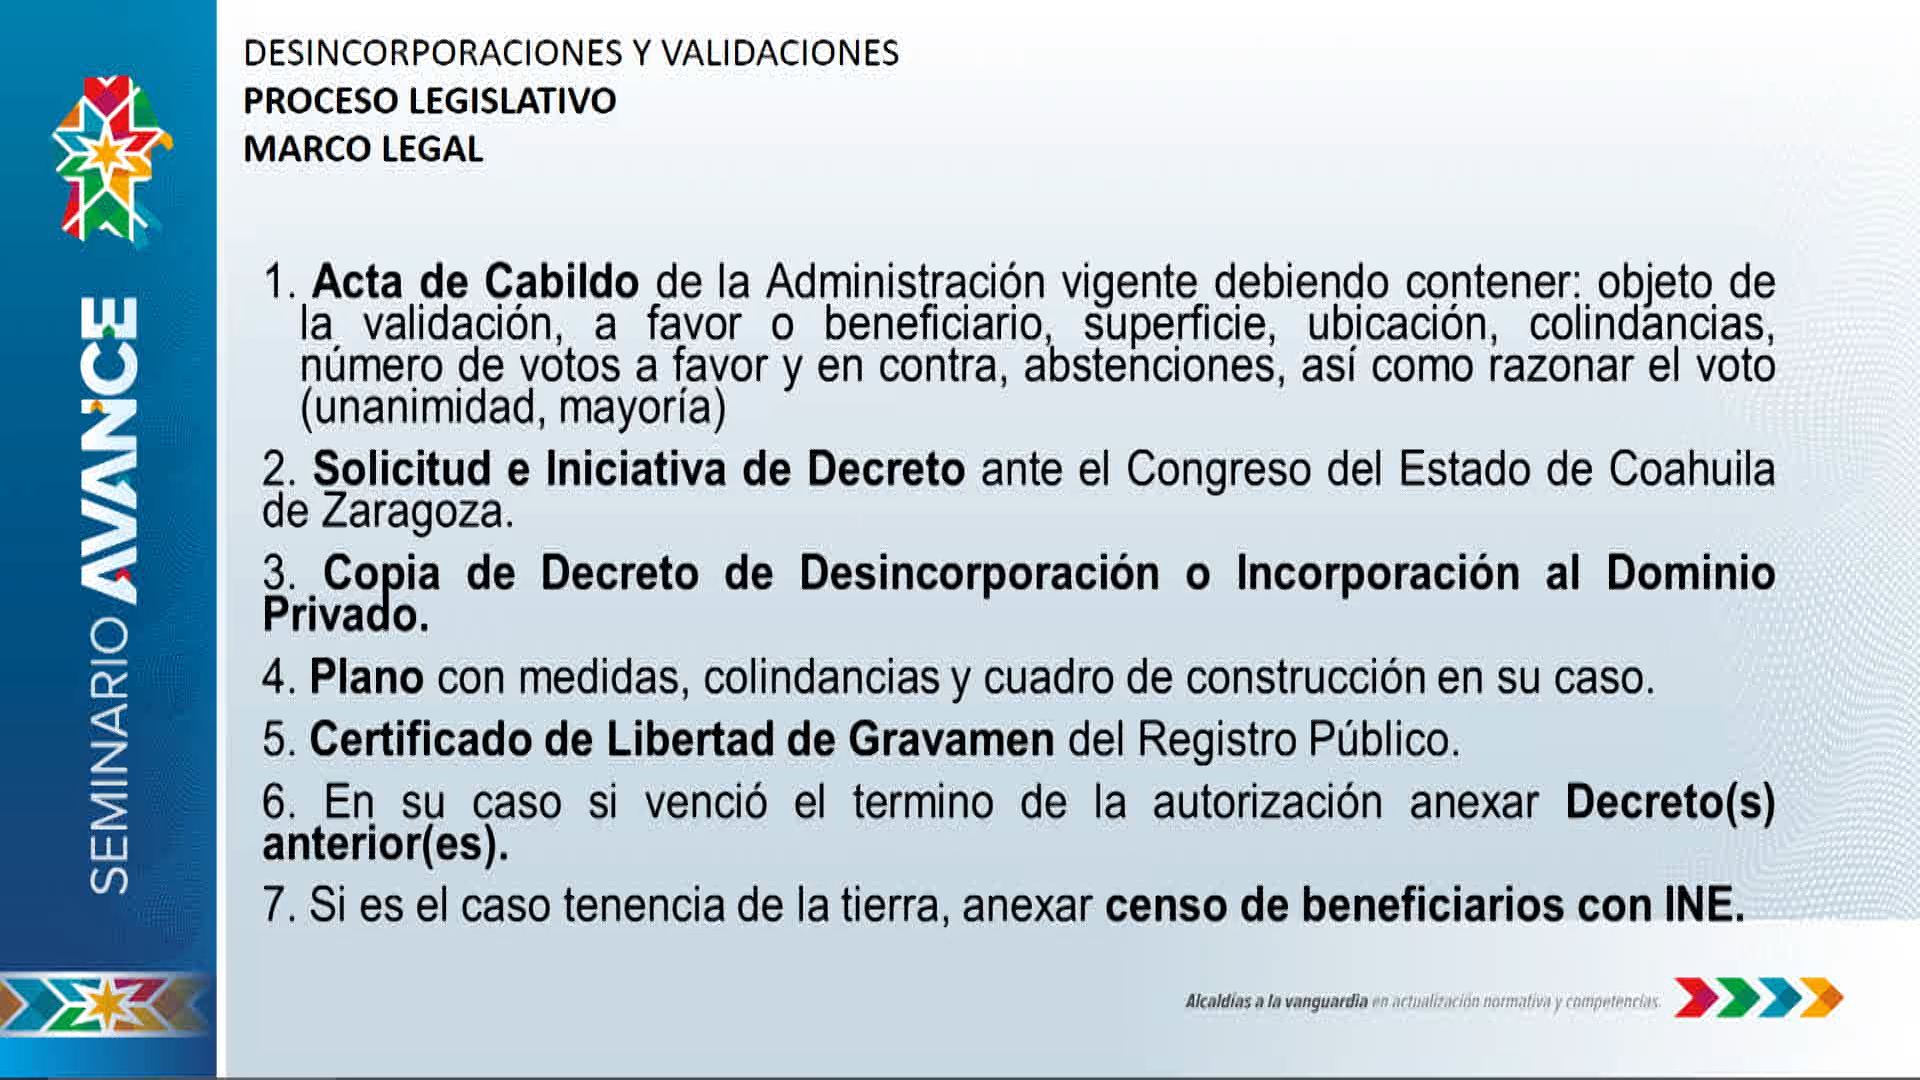 DESINCORPORACIONES Y VALIDACIONES
PROCESO LEGISLATIVO
MARCO LEGAL
1. Acta de Cabildo de la Administración vigente debiendo contener: objeto de
la validación, a favor o beneficiario, superficie, ubicación, colindancias,
número de votos a favor y en contra, abstenciones, así como razonar el voto
(unanimidad, mayoría)
2. Solicitud e Iniciativa de Decreto ante el Congreso del Estado de Coahuila
de Zaragoza.
3. Copia de Decreto de Desincorporación o Incorporación al Dominio
Privado.
4. Plano con medidas, colindancias y cuadro de construcción en su caso.
5. Certificado de Libertad de Gravamen del Registro Público.
6. En su caso si venció el termino de la autorización anexar Decreto(s)
anterior(es).
7. Si es el caso tenencia de la tierra, anexar censo de beneficiarios con INE.
SEMINARIO AVANCE
Alcaldías a la vanguardia en actualización normativa y competencias.